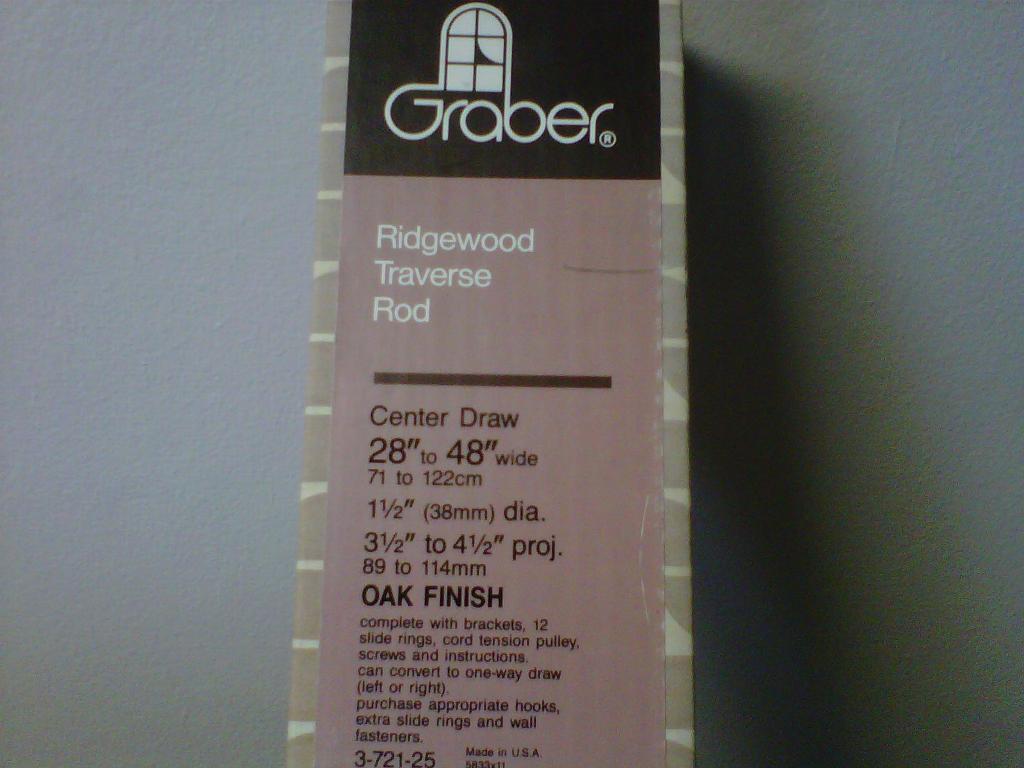 Graber®
Ridgewood
Traverse
Rod
Center Draw
28" to 48" wide
71 to 122cm
1½" (38mm) dia.
3½" to 4½" proj.
89 to 114mm
OAK FINISH
complete with brackets, 12
slide rings, cord tension pulley,
screws and instructions.
can convert to one-way draw
(left or right).
purchase appropriate hooks,
extra slide rings and wall
fasteners.
3-721-25 Made in U.S.A.